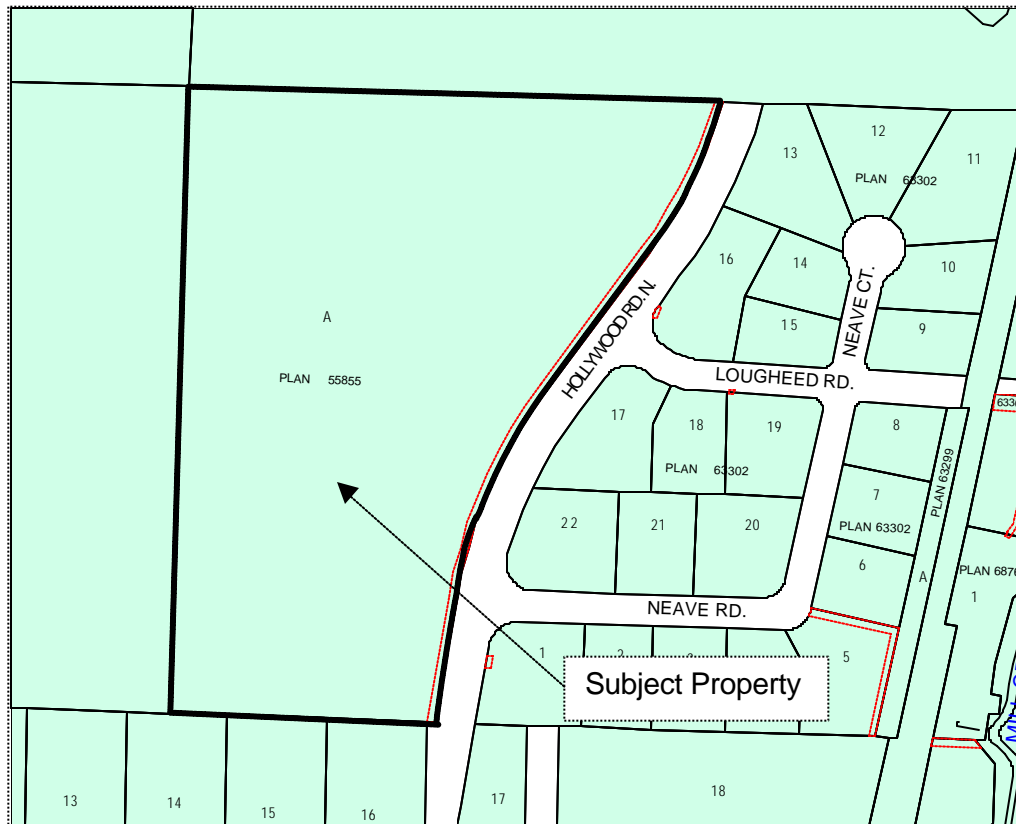 12
13
11
PLAN 63302
16
14
10
HOLLYWOOD RD. N.
NEAVE CT.
A
15
9
PLAN 55855
LOUGHEED RD.
17
18
19
8
PLAN 63302
PLAN 63299
7
22
21
20
PLAN 63302
6
A
PLAN 6876
1
NEAVE RD.
1
5
Subject Property
13
14
15
16
17
18